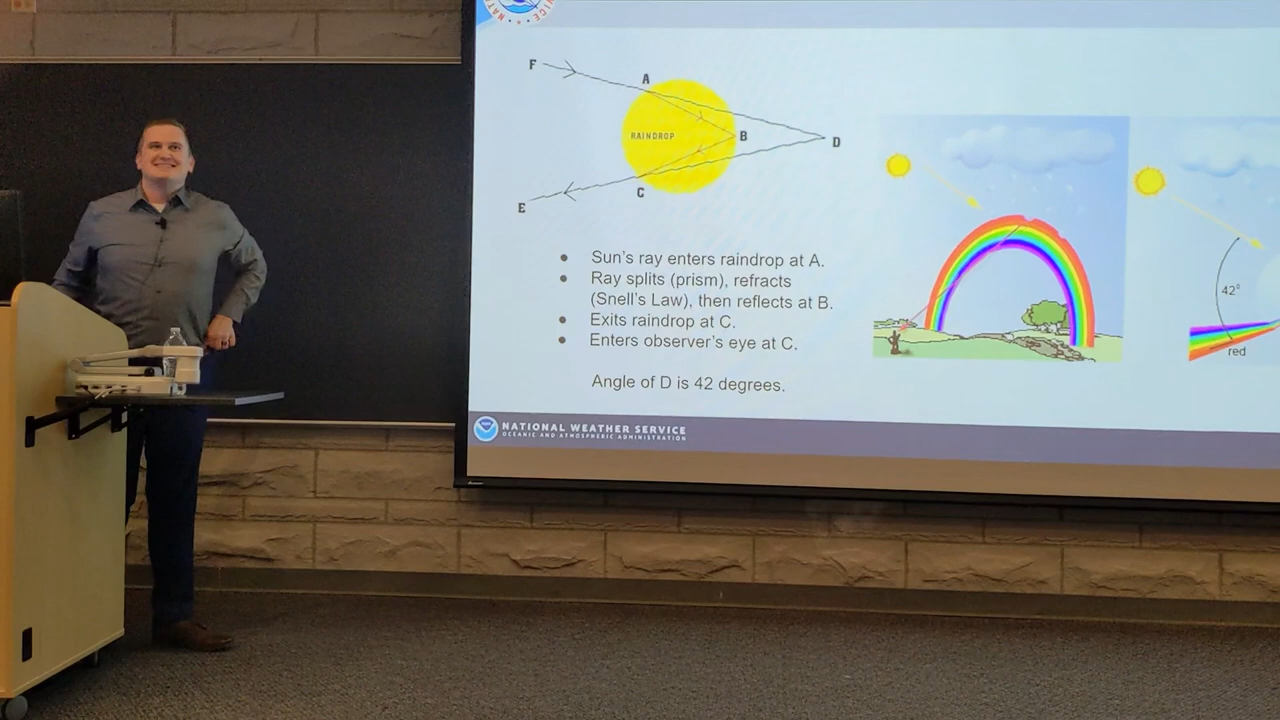 F
A
RAINDROP
B
D
C
E
Sun's ray enters raindrop at A.
Ray splits (prism), refracts
(Snell's Law), then reflects at B.
Exits raindrop at C.
Enters observer's eye at C.
Angle of D is 42 degrees.
42°
red
NATIONAL WEATHER SERVICE
OCEANIC AND ATMOSPHERIC ADMINISTRATION